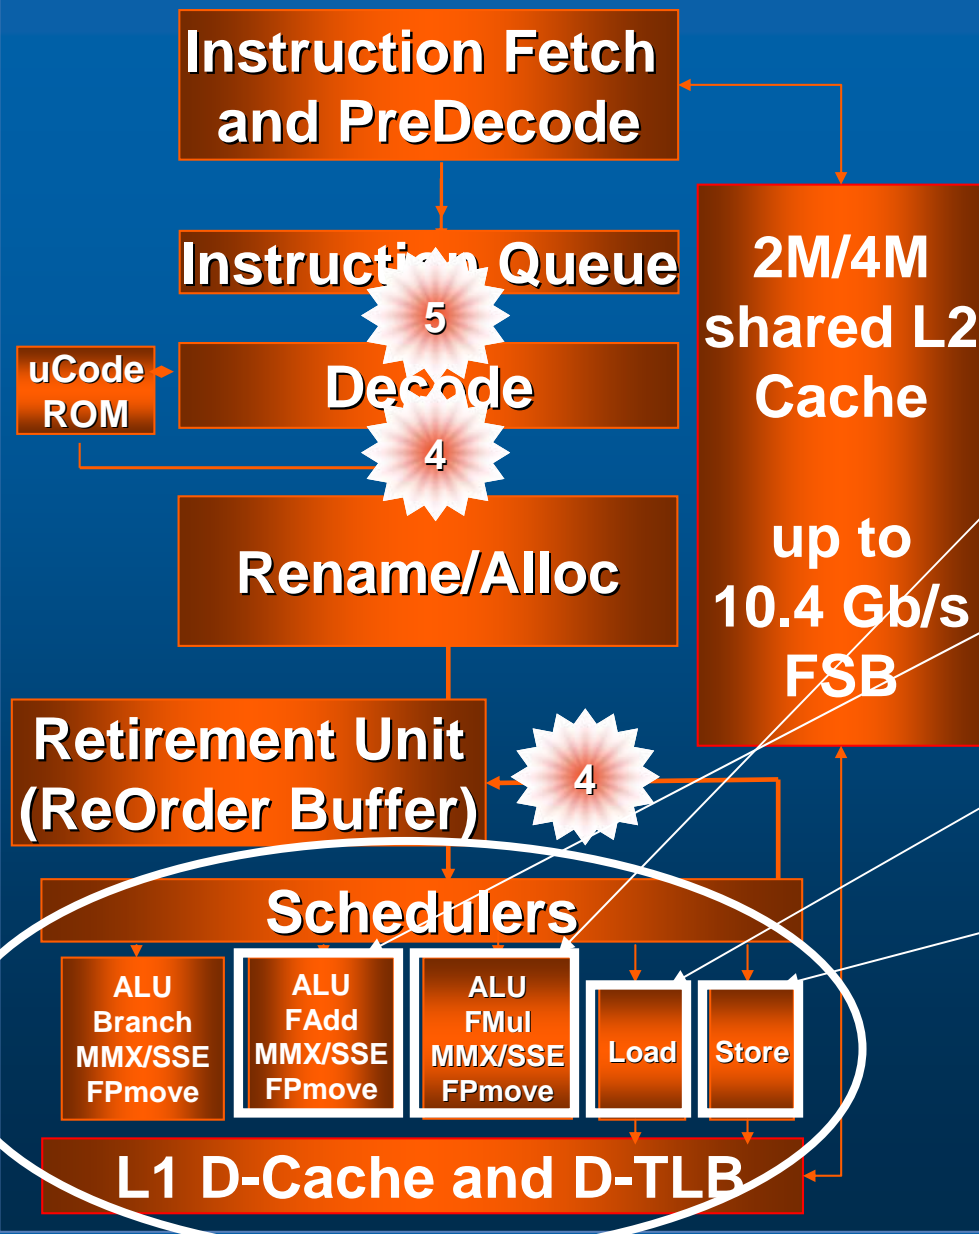 Instruction Fetch
and PreDecode
Instruction Queue
5
uCode
ROM
Decode
4
Rename/Alloc
2M/4M
shared L2
Cache
up to
10.4 Gb/s
FSB
Retirement Unit
(ReOrder Buffer)
4
Schedulers
ALU
Branch
MMX/SSE
FPmove
ALU
FAdd
MMX/SSE
FPmove
ALU
FMul
MMX/SSE
FPmove
Load
Store
L1 D-Cache and D-TLB